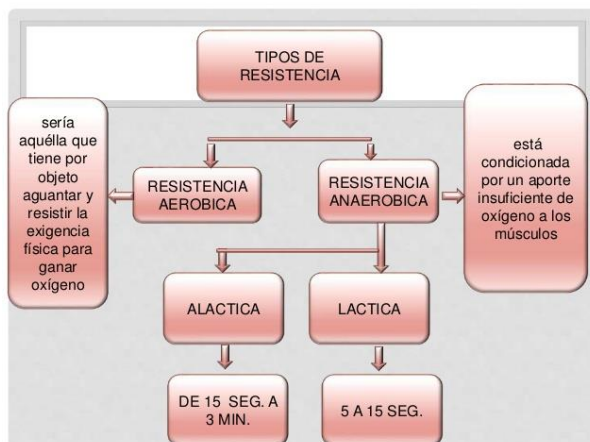 TIPOS DE
RESISTENCIA
sería
aquélla que
tiene por
objeto
aguantar y
resistir la
exigencia
física para
ganar
oxígeno
RESISTENCIA
AEROBICA
RESISTENCIA
ANAEROBICA
está
condicionada
por un aporte
insuficiente de
oxígeno a los
músculos
ALACTICA
LACTICA
DE 15 SEG. A
3 MIN.
5 A 15 SEG.